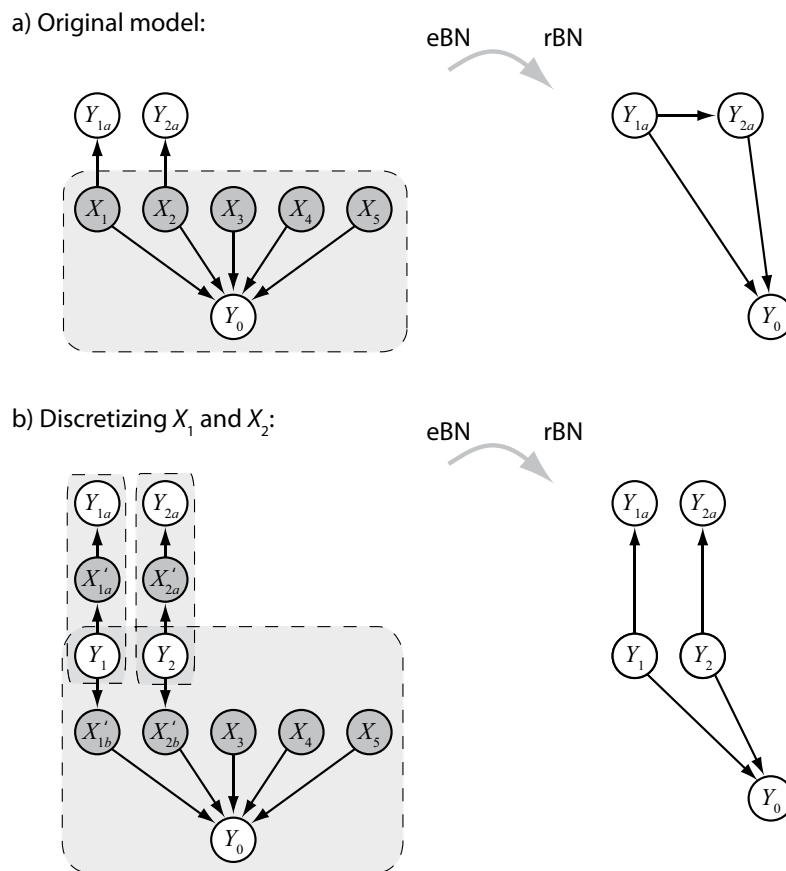 a) Original model:
eBN rBN
Y1a Y2a Y1a Y2a
X1 X2 X3 X4 X5
Y0 Y0
b) Discretizing X1 and X2:
eBN rBN
Y1a Y2a Y1a Y2a
X'1a X'2a
Y1 Y2 Y1 Y2
X'1b X'2b X3 X4 X5
Y0
Y0